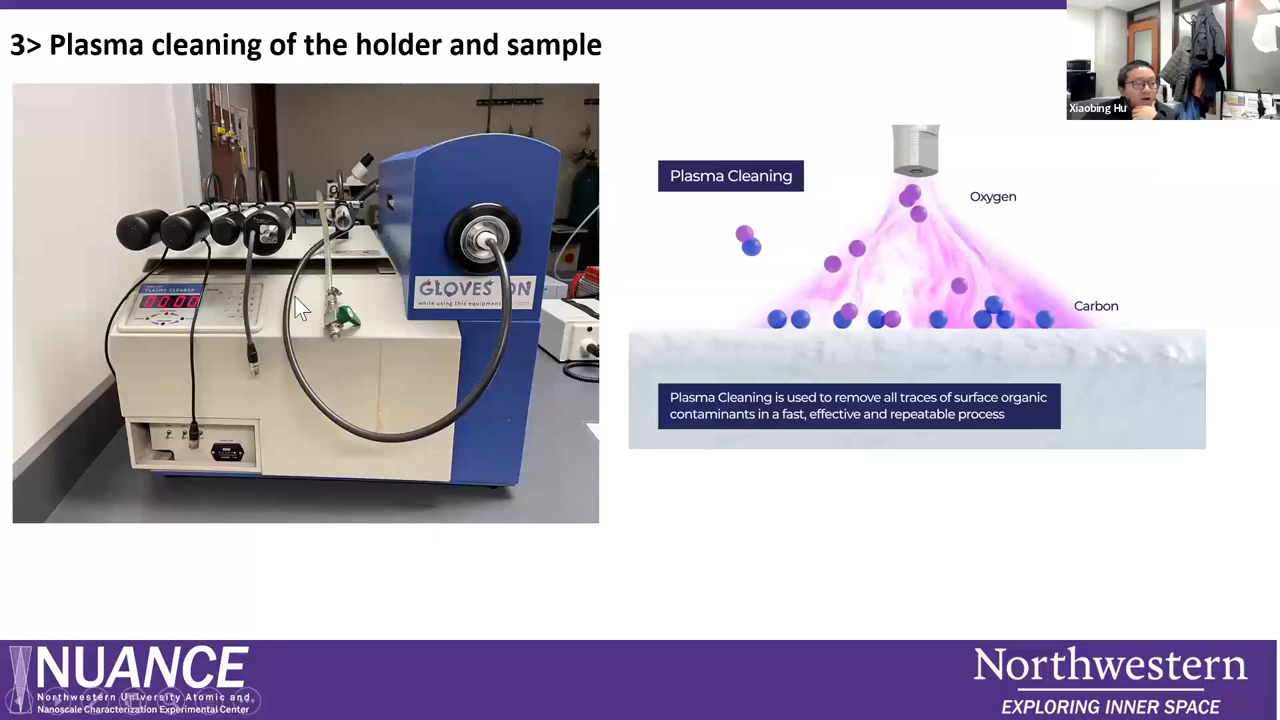 3> Plasma cleaning of the holder and sample
Xiaobing Hu
PLASMA CLEANER
00:00
GLOVES ON
while using this equipment
Plasma Cleaning
Oxygen
Carbon
Plasma Cleaning is used to remove all traces of surface organic
contaminants in a fast, effective and repeatable process
NUANCE
Northwestern University Atomic and
Nanoscale Characterization Experimental Center
Northwestern
EXPLORING INNER SPACE